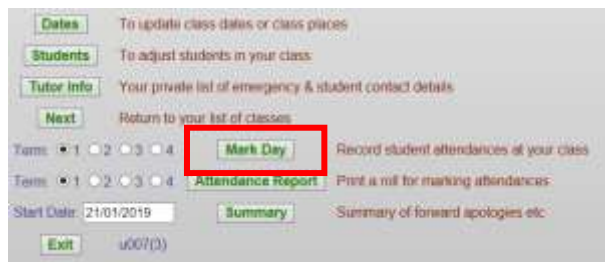 Dates To update class dates or class places
Students To adjust students in your class
Tutor Info Your private list of emergency & student contact details
Next Return to your list of classes
Term: 1 2 3 4 Mark Day Record student attendances at your class
Term: 1 2 3 4 Attendance Report Print a roll for marking attendances
Start Date: 21/01/2019 Summary Summary of forward apologies etc
Exit u007(3)